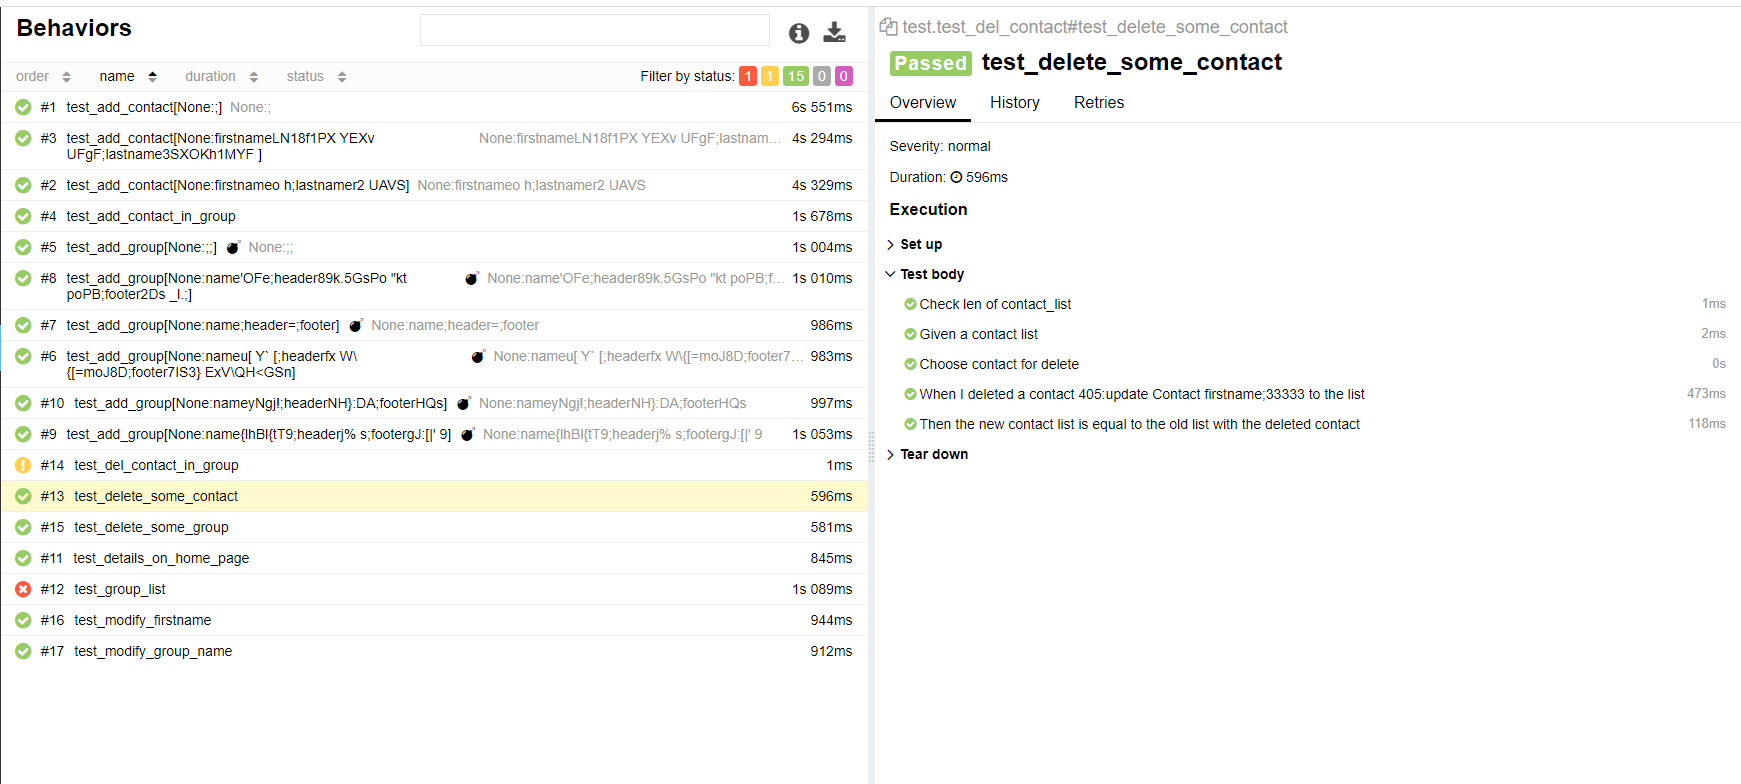 Behaviors
order name duration status Filter by status: 1 1 15 0 0
#1 test_add_contact[None:;] None:; 6s 551ms
#3 test_add_contact[None:firstnameLN18f1PX YEXv None:firstnameLN18f1PX YEXv UFgF;lastnam... 4s 294ms
UFgF;lastname3SXOKh1MYF ]
#2 test_add_contact[None:firstnameo h;lastnamer2 UAVS] None:firstnameo h;lastnamer2 UAVS 4s 329ms
#4 test_add_contact_in_group 1s 678ms
#5 test_add_group[None:;;] None:;; 1s 004ms
#8 test_add_group[None:name'OFe;header89k.5GsPo "kt None:name'OFe;header89k.5GsPo "kt poPB;f... 1s 010ms
poPB;footer2Ds _I.;]
#7 test_add_group[None:name;header=;footer] None:name;header=;footer 986ms
#6 test_add_group[None:nameu[ Y` [;headerfx W\ None:nameu[ Y` [;headerfx W\{[=moJ8D;footer7... 983ms
{[=moJ8D;footer7IS3} ExV\QH<GSn]
#10 test_add_group[None:nameyNgj!;headerNH}:DA;footerHQs] None:nameyNgj!;headerNH}:DA;footerHQs 997ms
#9 test_add_group[None:name{IhBI{tT9;headerj% s;footergJ:[|' 9] None:name{IhBI{tT9;headerj% s;footergJ:[|' 9 1s 053ms
#14 test_del_contact_in_group 1ms
#13 test_delete_some_contact 596ms
#15 test_delete_some_group 581ms
#11 test_details_on_home_page 845ms
#12 test_group_list 1s 089ms
#16 test_modify_firstname 944ms
#17 test_modify_group_name 912ms
test.test_del_contact#test_delete_some_contact
Passed test_delete_some_contact
Overview History Retries
Severity: normal
Duration: 596ms
Execution
Set up
Test body
Check len of contact_list 1ms
Given a contact list 2ms
Choose contact for delete 0s
When I deleted a contact 405:update Contact firstname;33333 to the list 473ms
Then the new contact list is equal to the old list with the deleted contact 118ms
Tear down